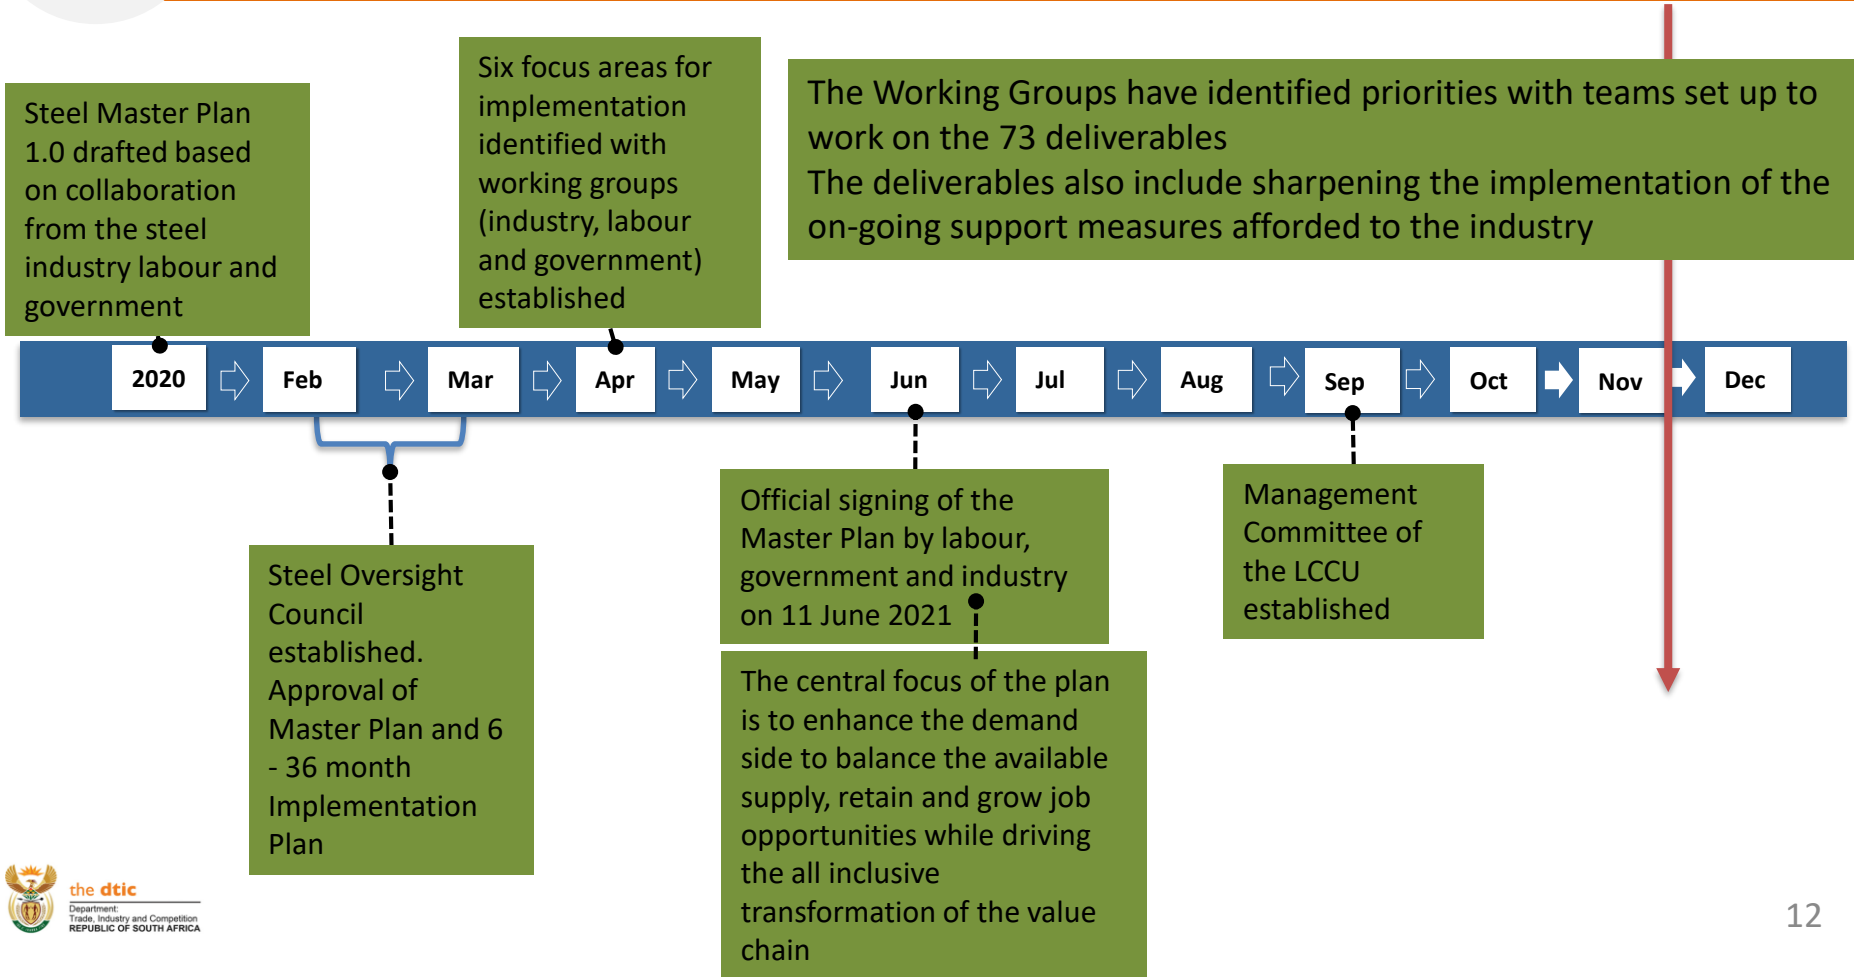 Steel Master Plan
1.0 drafted based
on collaboration
from the steel
industry labour and
government
Six focus areas for
implementation
identified with
working groups
(industry, labour
and government)
established
The Working Groups have identified priorities with teams set up to
work on the 73 deliverables
The deliverables also include sharpening the implementation of the
on-going support measures afforded to the industry
2020
Feb
Mar
Apr
May
Jun
Jul
Aug
Sep
Oct
Nov
Dec
Steel Oversight
Council
established.
Approval of
Master Plan and 6
- 36 month
Implementation
Plan
Official signing of the
Master Plan by labour,
government and industry
on 11 June 2021
The central focus of the plan
is to enhance the demand
side to balance the available
supply, retain and grow job
opportunities while driving
the all inclusive
transformation of the value
chain
Management
Committee of
the LCCU
established
the dtic
Department:
Trade, Industry and Competition
REPUBLIC OF SOUTH AFRICA
12